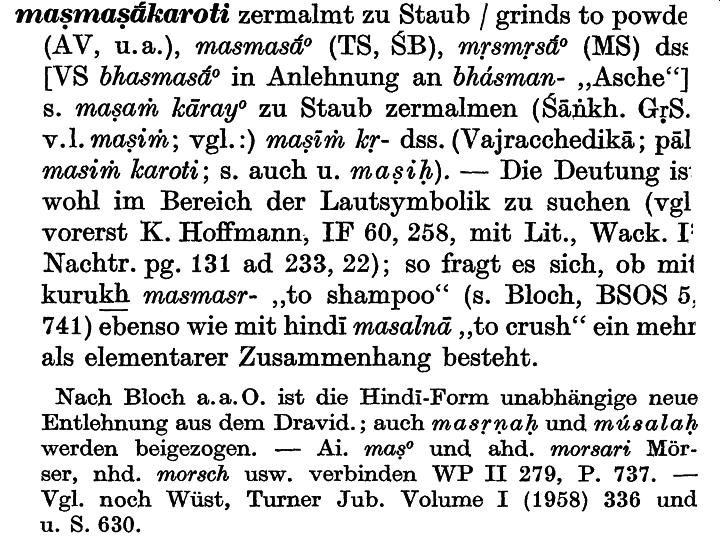 maṣmaṣā́karoti zermalmt zu Staub / grinds to powde
(AV, u.a.), masmasā́° (TS, ŚB), mṛsmṛsā́° (MS) dss
[VS bhasmasā́° in Anlehnung an bhásman- „Asche“]
s. maṣaṁ kāray° zu Staub zermalmen (Śāṅkh. GṛS.
v.l. maṣiṁ; vgl.:) maṣīṁ kṛ- dss. (Vajracchedikā; pāl
masiṁ karoti; s. auch u. maṣiḥ). — Die Deutung is
wohl im Bereich der Lautsymbolik zu suchen (vgl
vorerst K. Hoffmann, IF 60, 258, mit Lit., Wack. I²
Nachtr. pg. 131 ad 233, 22); so fragt es sich, ob mit
kurukh masmasr- „to shampoo“ (s. Bloch, BSOS 5,
741) ebenso wie mit hindī masalnā „to crush“ ein mehr
als elementarer Zusammenhang besteht.
Nach Bloch a.a.O. ist die Hindī-Form unabhängige neue
Entlehnung aus dem Dravid.; auch masṛṇaḥ und músalaḥ
werden beigezogen. — Ai. maṣ° und ahd. morsari Mör-
ser, nhd. morsch usw. verbinden WP II 279, P. 737. —
Vgl. noch Wüst, Turner Jub. Volume I (1958) 336 und
u. S. 630.